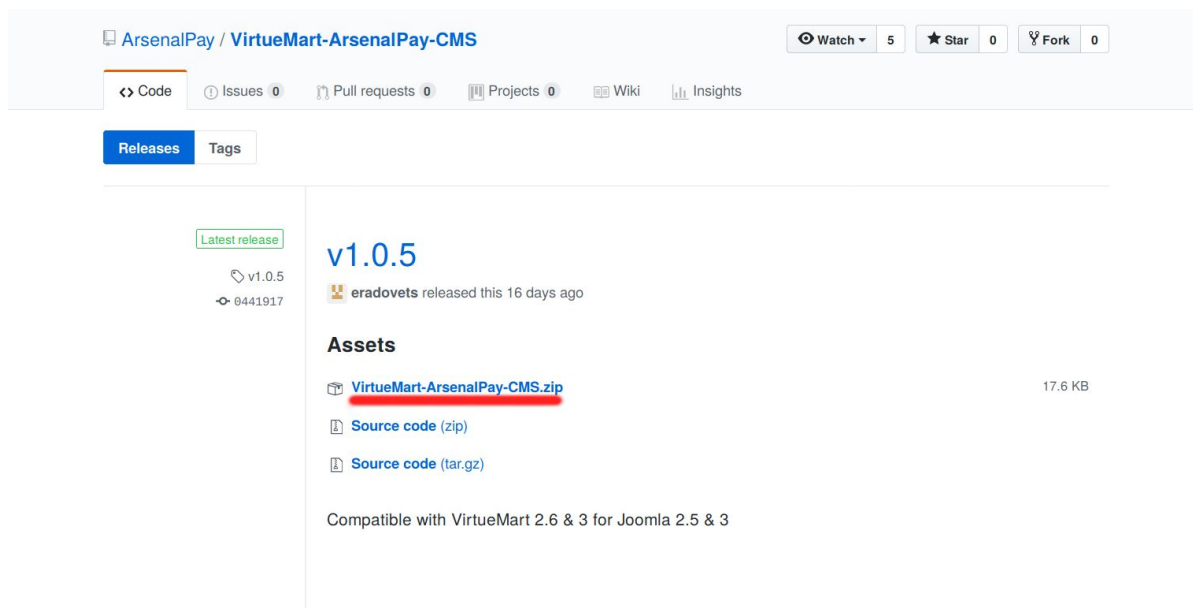 ArsenalPay / VirtueMart-ArsenalPay-CMS
Watch 5 Star 0 Fork 0
Code Issues 0 Pull requests 0 Projects 0 Wiki Insights
Releases Tags
Latest release
v1.0.5
0441917
v1.0.5
eradovets released this 16 days ago
Assets
VirtueMart-ArsenalPay-CMS.zip 17.6 KB
Source code (zip)
Source code (tar.gz)
Compatible with VirtueMart 2.6 & 3 for Joomla 2.5 & 3